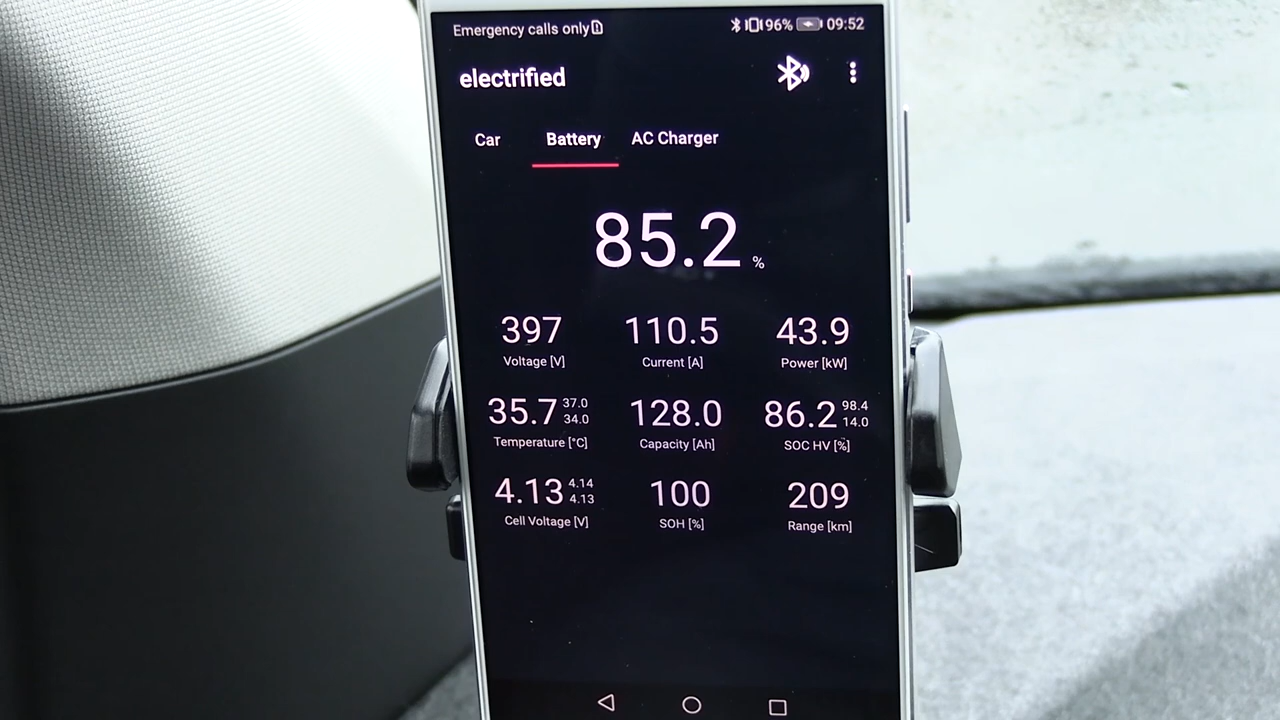 Emergency calls only
96% 09:52
electrified
Car Battery AC Charger
85.2 %
397 110.5 43.9
Voltage [V] Current [A] Power [kW]
35.7 37.0 34.0 128.0 86.2 98.4 14.0
Temperature [°C] Capacity [Ah] SOC HV [%]
4.13 4.14 4.13 100 209
Cell Voltage [V] SOH [%] Range [km]